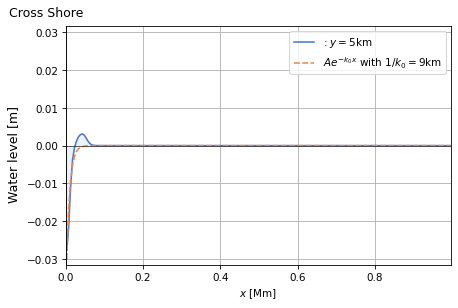 Cross Shore
0.03
0.02
0.01
0.00
−0.01
−0.02
−0.03
Water level [m]
: y = 5km
Ae^{−k₀x} with 1/k₀ = 9km
0.0 0.2 0.4 0.6 0.8
x [Mm]